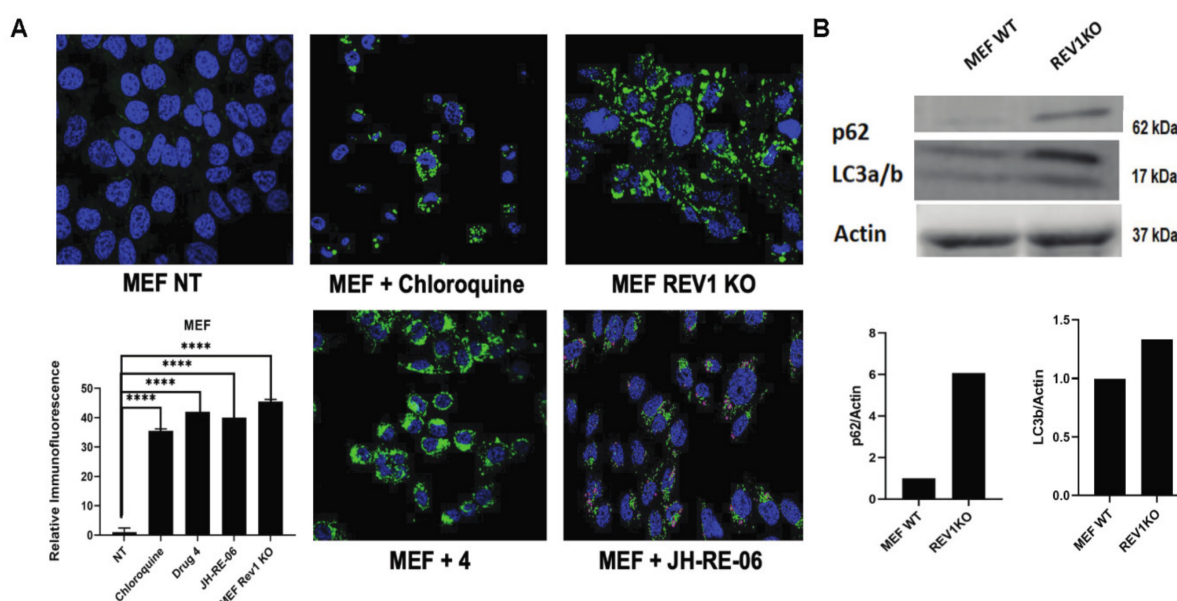 A
MEF NT
MEF + Chloroquine
MEF REV1 KO
MEF
****
****
****
****
Relative Immunofluorescence
50
40
30
20
10
0
NT
Chloroquine
Drug 4
JH-RE-06
MEF Rev1 KO
MEF + 4
MEF + JH-RE-06
B
MEF WT
REV1KO
p62
62 kDa
LC3a/b
17 kDa
Actin
37 kDa
p62/Actin
8
6
4
2
0
MEF WT
REV1KO
LC3b/Actin
1.5
1.0
0.5
0.0
MEF WT
REV1KO